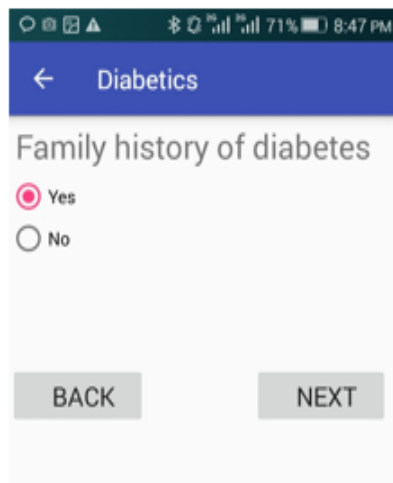 71% 8:47 PM
Diabetics
Family history of diabetes
Yes
No
BACK NEXT